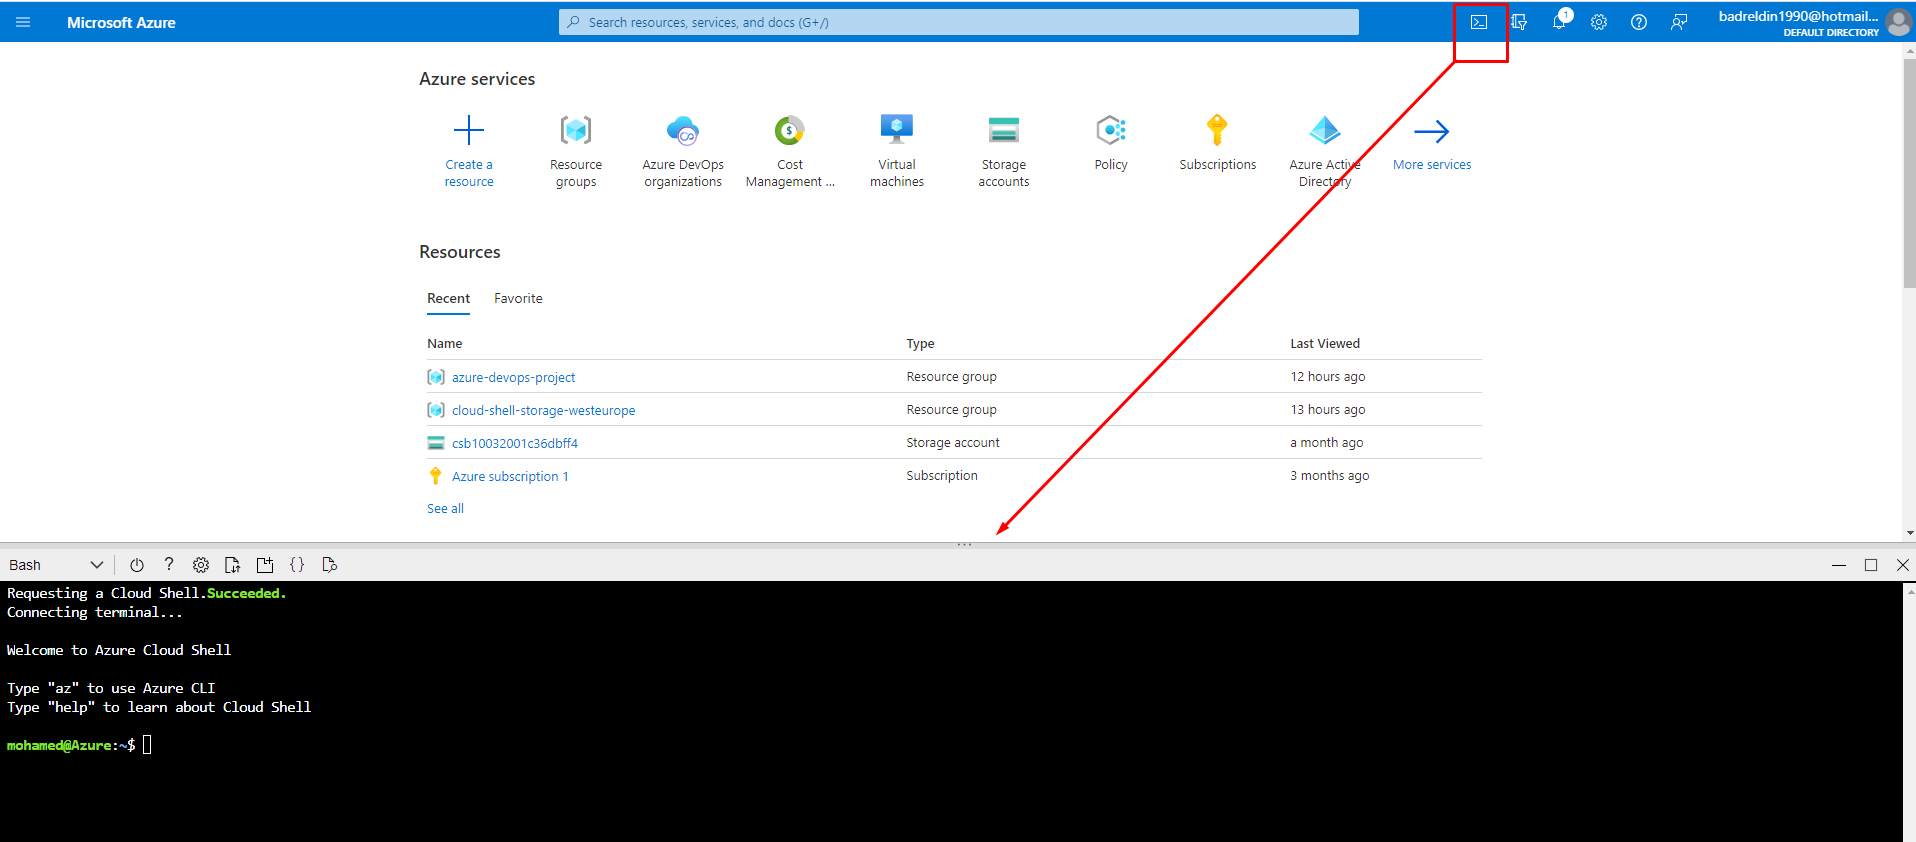 Microsoft Azure
Search resources, services, and docs (G+/)
1
badreldin1990@hotmail...
DEFAULT DIRECTORY
Azure services
Create a
resource
Resource
groups
Azure DevOps
organizations
Cost
Management ...
Virtual
machines
Storage
accounts
Policy
Subscriptions
Azure Active
Directory
More services
Resources
Recent Favorite
Name Type Last Viewed
azure-devops-project Resource group 12 hours ago
cloud-shell-storage-westeurope Resource group 13 hours ago
csb10032001c36dbff4 Storage account a month ago
Azure subscription 1 Subscription 3 months ago
See all
Bash
Requesting a Cloud Shell.Succeeded.
Connecting terminal...
Welcome to Azure Cloud Shell
Type "az" to use Azure CLI
Type "help" to learn about Cloud Shell
mohamed@Azure:~$